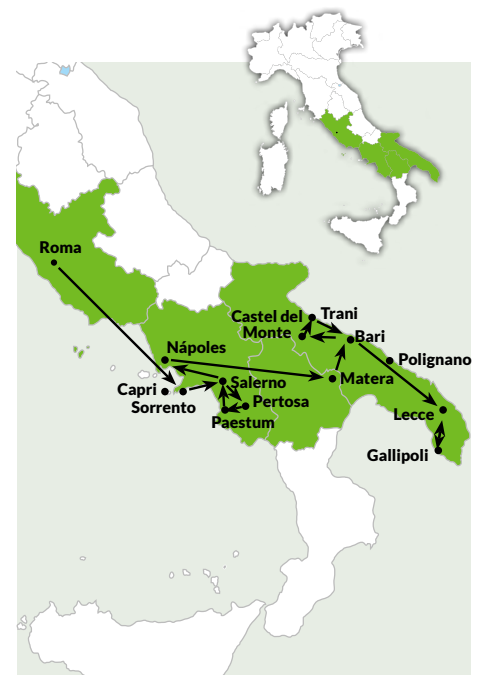 Roma
Castel del
Monte
Trani
Bari
Nápoles
Polignano
Capri
Sorrento
Salerno
Matera
Pertosa
Paestum
Lecce
Gallipoli